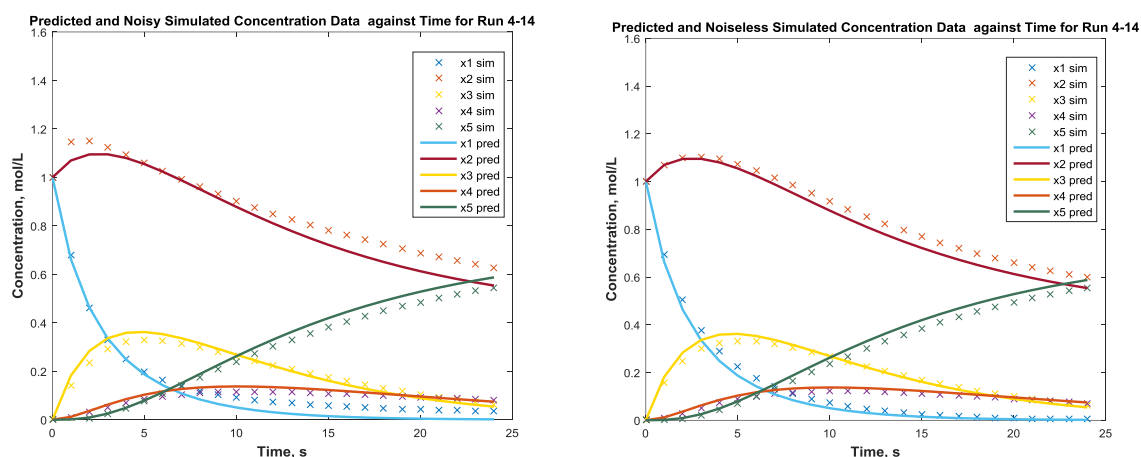 Predicted and Noisy Simulated Concentration Data  against Time for Run 4-14
1.6
1.4
1.2
1
0.8
0.6
0.4
0.2
0
0
5
10
15
20
25
Concentration, mol/L
Time, s
x1 sim
x2 sim
x3 sim
x4 sim
x5 sim
x1 pred
x2 pred
x3 pred
x4 pred
x5 pred
Predicted and Noiseless Simulated Concentration Data  against Time for Run 4-14
1.6
1.4
1.2
1
0.8
0.6
0.4
0.2
0
0
5
10
15
20
25
Concentration, mol/L
Time, s
x1 sim
x2 sim
x3 sim
x4 sim
x5 sim
x1 pred
x2 pred
x3 pred
x4 pred
x5 pred